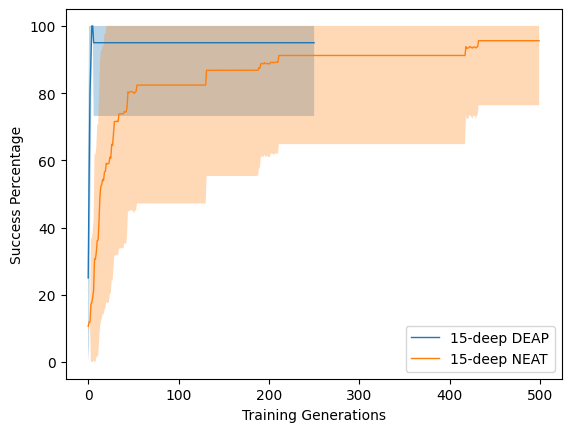 100
80
60
40
20
0
Success Percentage
0 100 200 300 400 500
Training Generations
15-deep DEAP
15-deep NEAT